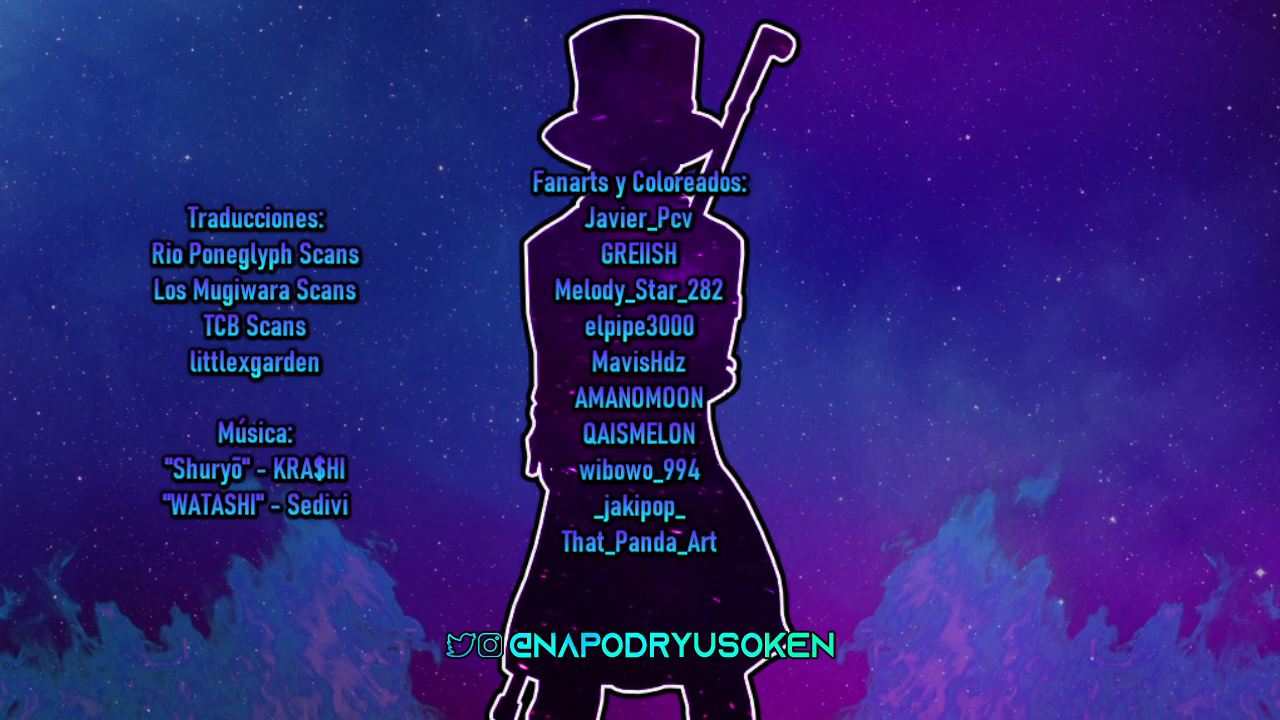 Traducciones:
Rio Poneglyph Scans
Los Mugiwara Scans
TCB Scans
littlexgarden
Música:
"Shuryō" - KRA$HI
"WATASHI" - Sedivi
Fanarts y Coloreados:
Javier_Pcv
GREIISH
Melody_Star_282
elpipe3000
MavisHdz
AMANOMOON
QAISMELON
wibowo_994
_jakipop_
That_Panda_Art
@NAPODRYUSOKEN